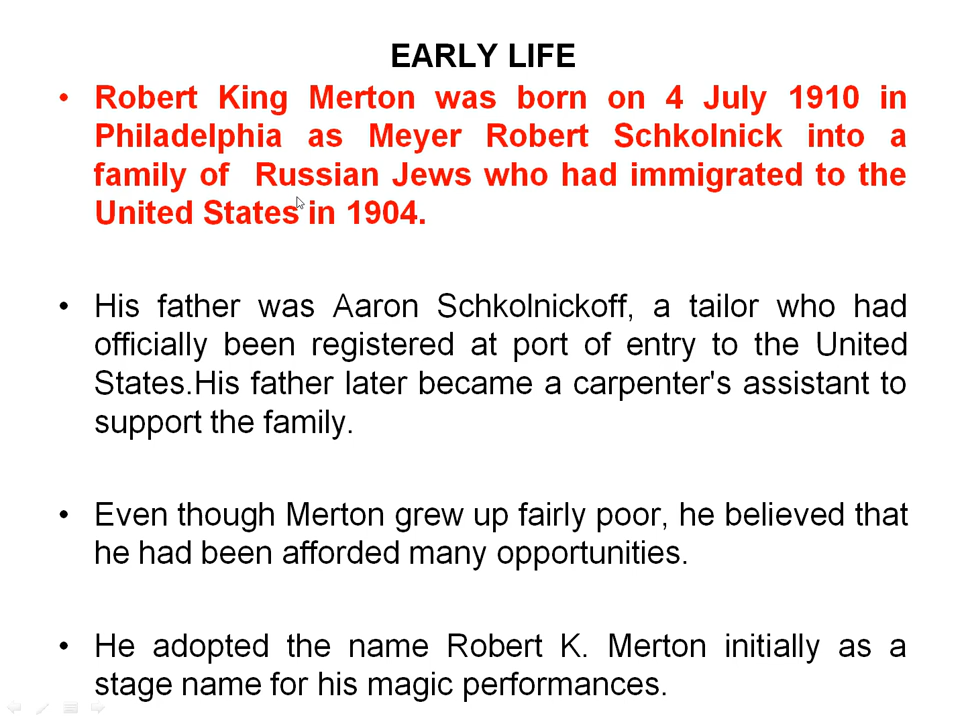 EARLY LIFE
• Robert King Merton was born on 4 July 1910 in
Philadelphia as Meyer Robert Schkolnick into a
family of  Russian Jews who had immigrated to the
United States in 1904.
• His father was Aaron Schkolnickoff, a tailor who had
officially been registered at port of entry to the United
States.His father later became a carpenter's assistant to
support the family.
• Even though Merton grew up fairly poor, he believed that
he had been afforded many opportunities.
• He adopted the name Robert K. Merton initially as a
stage name for his magic performances.